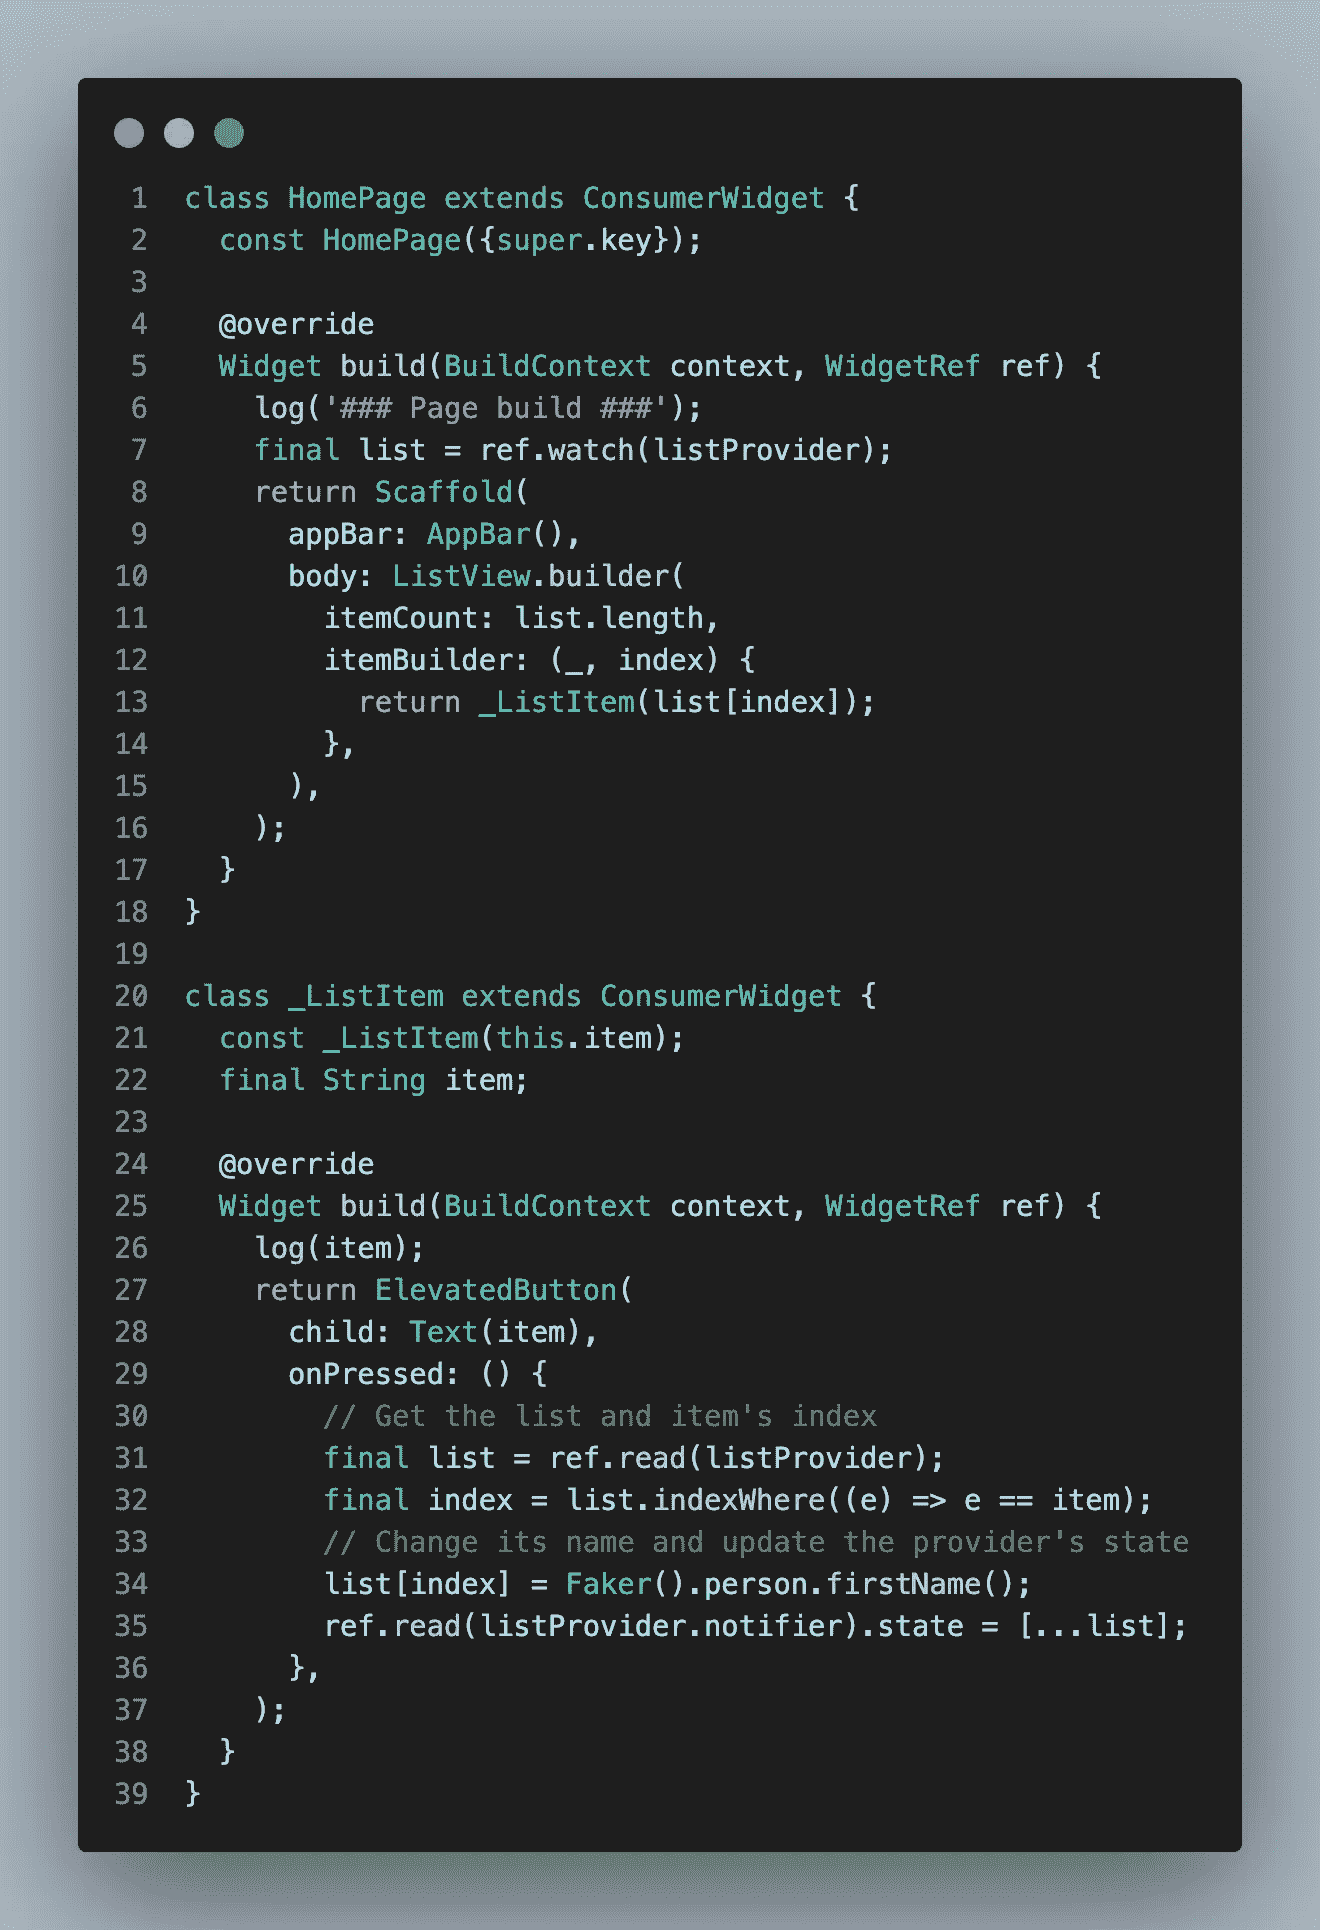 1 class HomePage extends ConsumerWidget {
2   const HomePage({super.key});
3
4   @override
5   Widget build(BuildContext context, WidgetRef ref) {
6     log('### Page build ###');
7     final list = ref.watch(listProvider);
8     return Scaffold(
9       appBar: AppBar(),
10       body: ListView.builder(
11         itemCount: list.length,
12         itemBuilder: (_, index) {
13           return _ListItem(list[index]);
14         },
15       ),
16     );
17   }
18 }
19
20 class _ListItem extends ConsumerWidget {
21   const _ListItem(this.item);
22   final String item;
23
24   @override
25   Widget build(BuildContext context, WidgetRef ref) {
26     log(item);
27     return ElevatedButton(
28       child: Text(item),
29       onPressed: () {
30         // Get the list and item's index
31         final list = ref.read(listProvider);
32         final index = list.indexWhere((e) => e == item);
33         // Change its name and update the provider's state
34         list[index] = Faker().person.firstName();
35         ref.read(listProvider.notifier).state = [...list];
36       },
37     );
38   }
39 }